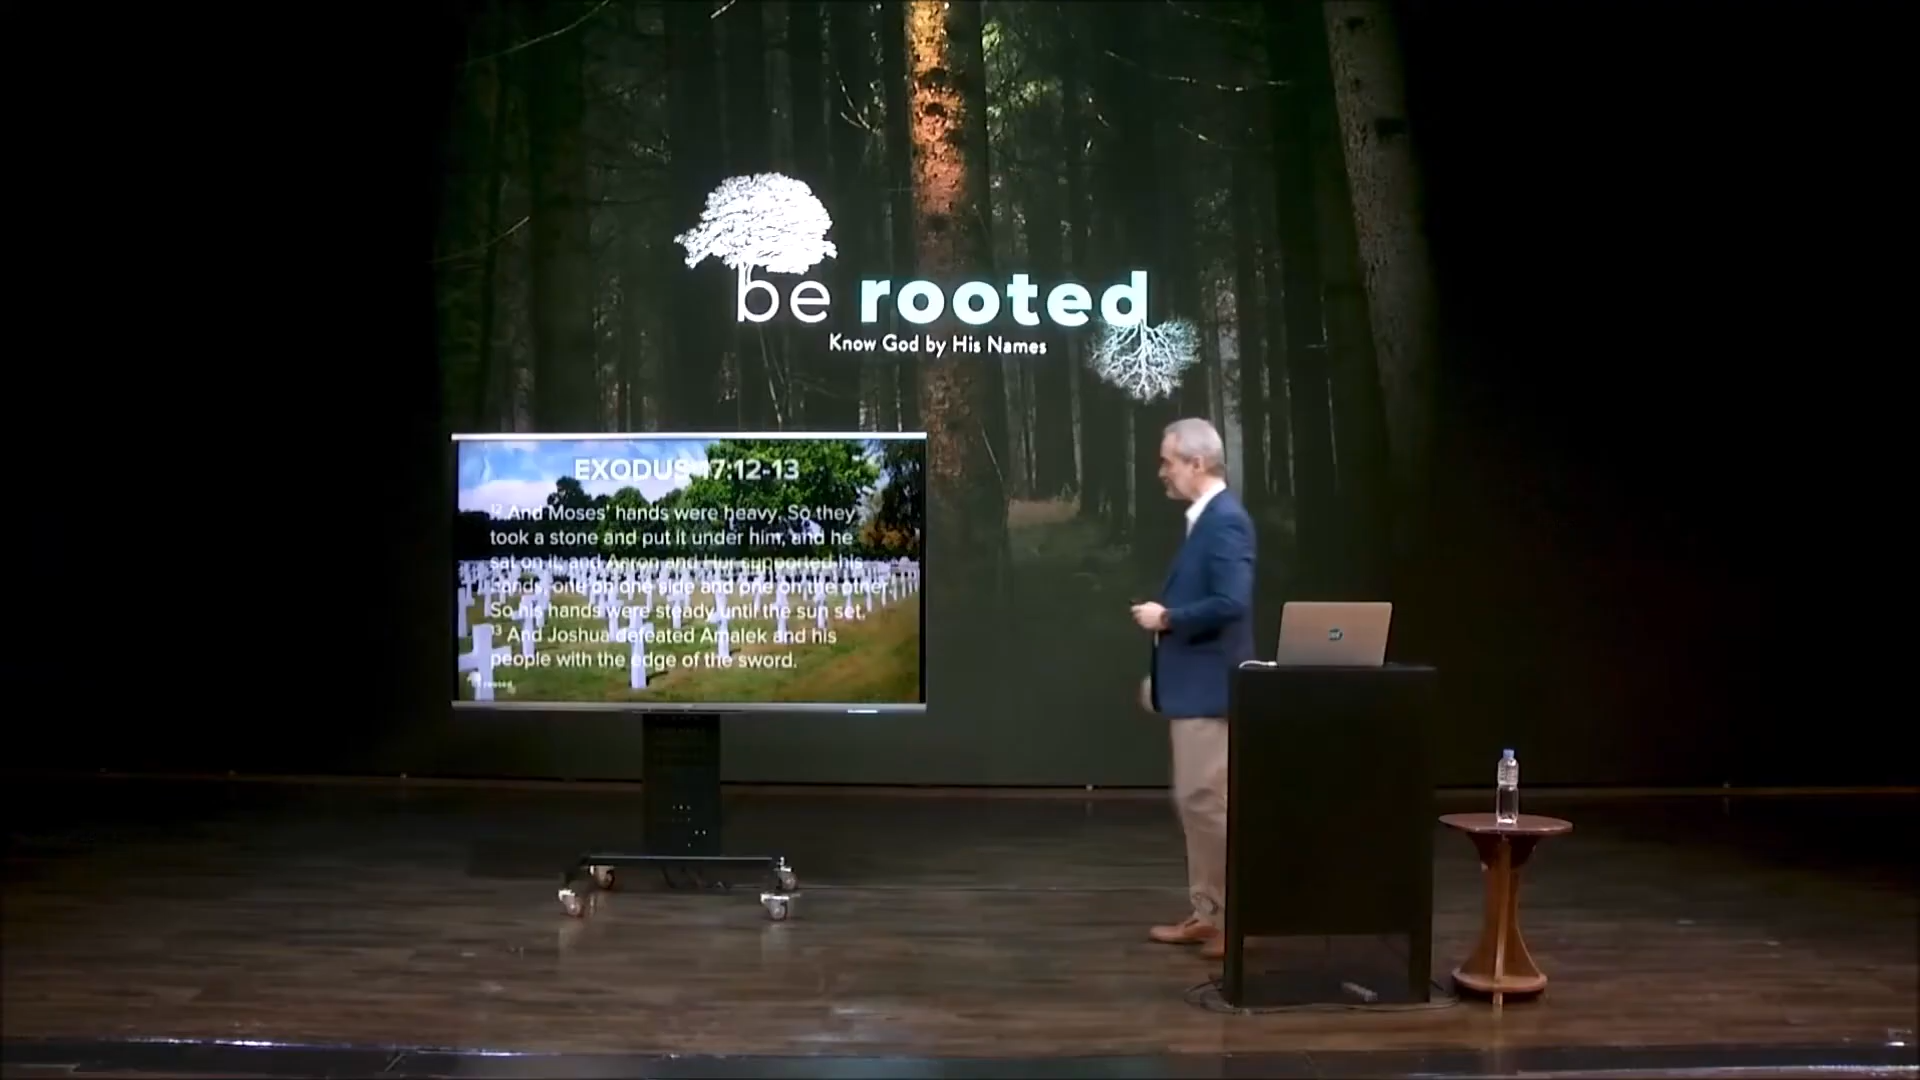 be rooted
Know God by His Names
EXODUS 17:12-13
12 And Moses' hands were heavy. So they
took a stone and put it under him, and he
sat on it; and Aaron and Hur supported his
hands, one on one side and one on the other.
So his hands were steady until the sun set.
13 And Joshua defeated Amalek and his
people with the edge of the sword.
rooted